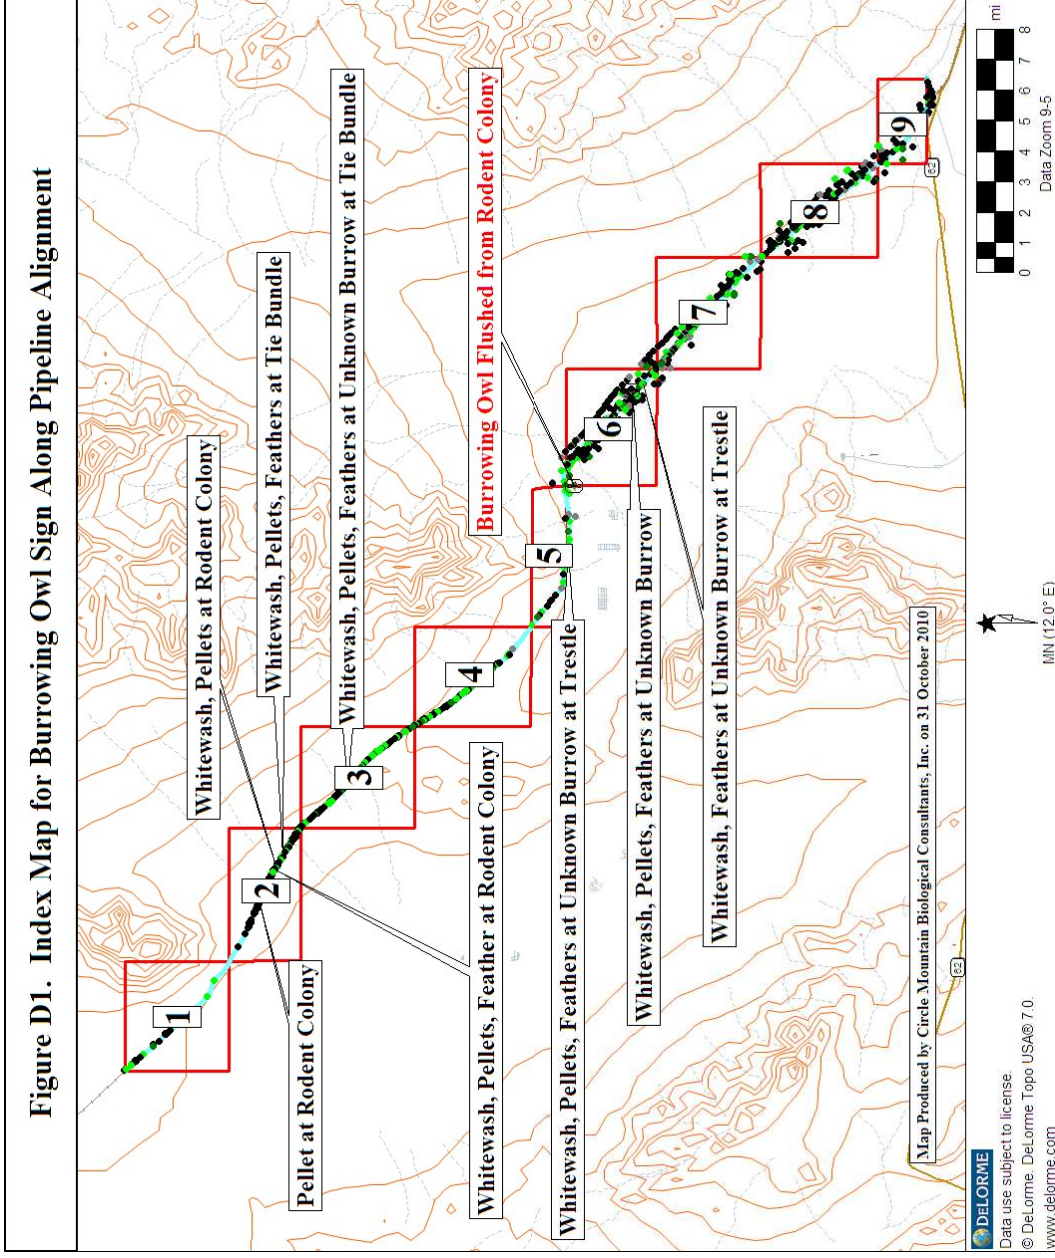 Figure D1. Index Map for Burrowing Owl Sign Along Pipeline Alignment
Whitewash, Pellets at Rodent Colony
Whitewash, Pellets, Feathers at Tie Bundle
Whitewash, Pellets, Feathers at Unknown Burrow at Tie Bundle
Burrowing Owl Flushed from Rodent Colony
Pellet at Rodent Colony
Whitewash, Pellets, Feather at Rodent Colony
Whitewash, Pellets, Feathers at Unknown Burrow at Trestle
Whitewash, Pellets, Feathers at Unknown Burrow
Whitewash, Feathers at Unknown Burrow at Trestle
1
2
3
4
5
6
7
8
9
62
62
Map Produced by Circle Mountain Biological Consultants, Inc. on 31 October 2010
DELORME
Data use subject to license.
© DeLorme. DeLorme Topo USA® 7.0.
www.delorme.com
MN (12.0° E)
mi
0 1 2 3 4 5 6 7 8
Data Zoom 9-5